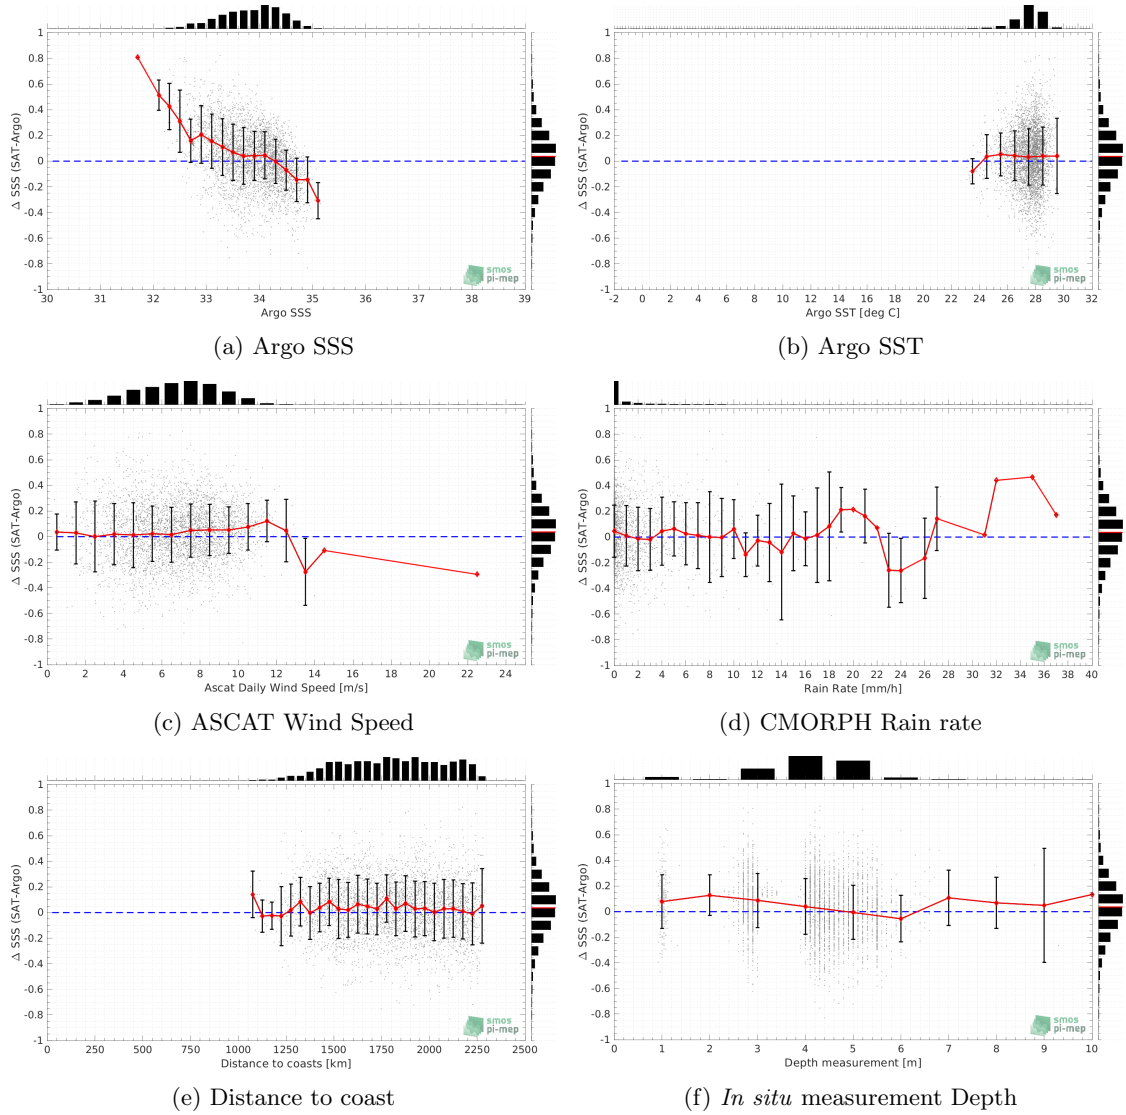 1
0.8
0.6
0.4
0.2
0
-0.2
-0.4
-0.6
-0.8
-1
Δ SSS (SAT-Argo)
smos
pi-mep
30 31 32 33 34 35 36 37 38 39
Argo SSS
(a) Argo SSS
1
0.8
0.6
0.4
0.2
0
-0.2
-0.4
-0.6
-0.8
-1
Δ SSS (SAT-Argo)
smos
pi-mep
-2 0 2 4 6 8 10 12 14 16 18 20 22 24 26 28 30 32
Argo SST [deg C]
(b) Argo SST
1
0.8
0.6
0.4
0.2
0
-0.2
-0.4
-0.6
-0.8
-1
Δ SSS (SAT-Argo)
smos
pi-mep
0 2 4 6 8 10 12 14 16 18 20 22 24
Ascat Daily Wind Speed [m/s]
(c) ASCAT Wind Speed
1
0.8
0.6
0.4
0.2
0
-0.2
-0.4
-0.6
-0.8
-1
Δ SSS (SAT-Argo)
smos
pi-mep
0 2 4 6 8 10 12 14 16 18 20 22 24 26 28 30 32 34 36 38 40
Rain Rate [mm/h]
(d) CMORPH Rain rate
1
0.8
0.6
0.4
0.2
0
-0.2
-0.4
-0.6
-0.8
-1
Δ SSS (SAT-Argo)
smos
pi-mep
0 250 500 750 1000 1250 1500 1750 2000 2250 2500
Distance to coasts [km]
(e) Distance to coast
1
0.8
0.6
0.4
0.2
0
-0.2
-0.4
-0.6
-0.8
-1
Δ SSS (SAT-Argo)
smos
pi-mep
0 1 2 3 4 5 6 7 8 9 10
Depth measurement [m]
(f) In situ measurement Depth